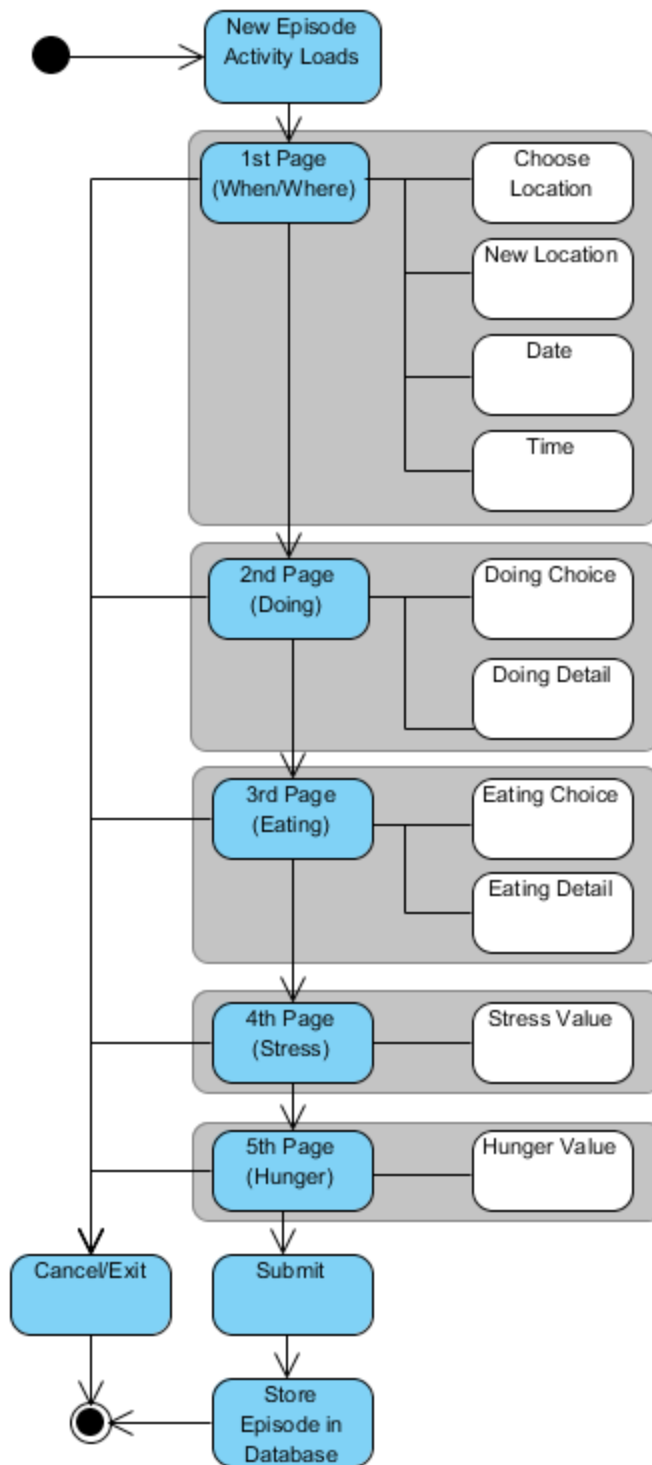 New Episode
Activity Loads
1st Page
(When/Where)
Choose
Location
New Location
Date
Time
2nd Page
(Doing)
Doing Choice
Doing Detail
3rd Page
(Eating)
Eating Choice
Eating Detail
4th Page
(Stress)
Stress Value
5th Page
(Hunger)
Hunger Value
Cancel/Exit
Submit
Store
Episode in
Database